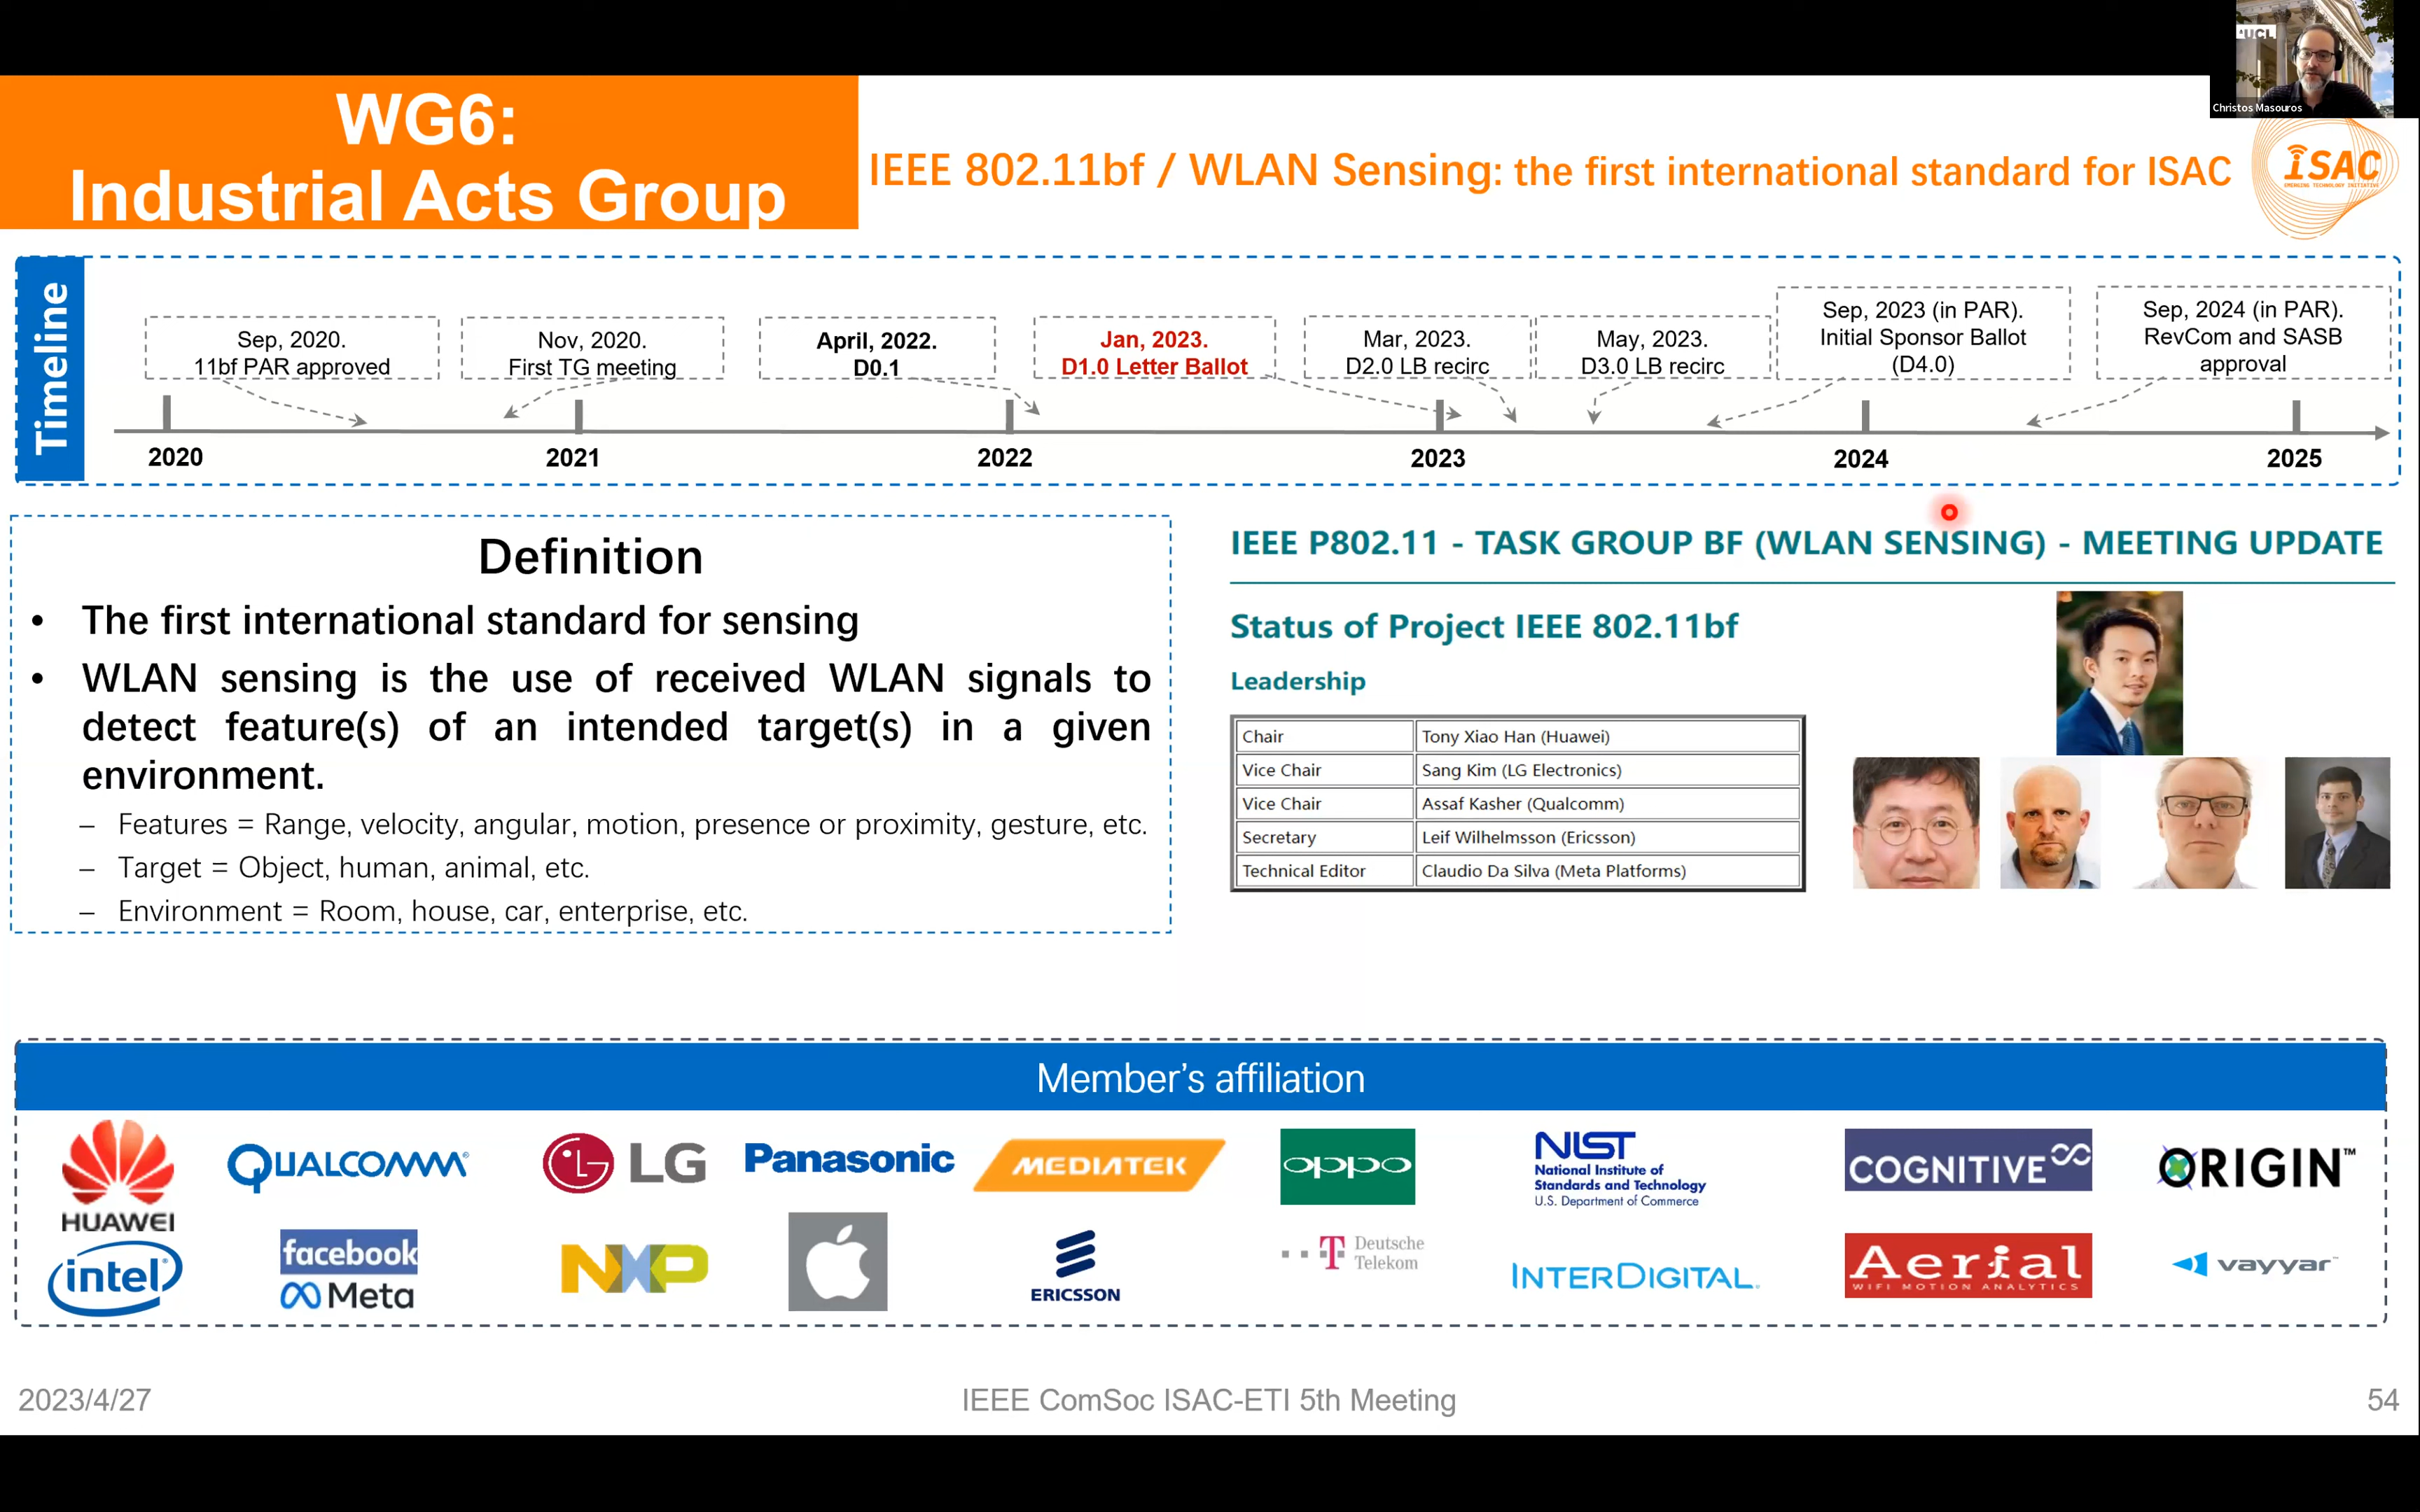 UCL
Christos Masouros
WG6:
Industrial Acts Group
IEEE 802.11bf / WLAN Sensing: the first international standard for ISAC
ISAC
EMERGING TECHNOLOGY INITIATIVE
Timeline
Sep, 2020.
11bf PAR approved
Nov, 2020.
First TG meeting
April, 2022.
D0.1
Jan, 2023.
D1.0 Letter Ballot
Mar, 2023.
D2.0 LB recirc
May, 2023.
D3.0 LB recirc
Sep, 2023 (in PAR).
Initial Sponsor Ballot
(D4.0)
Sep, 2024 (in PAR).
RevCom and SASB
approval
2020
2021
2022
2023
2024
2025
Definition
• The first international standard for sensing
• WLAN sensing is the use of received WLAN signals to
detect feature(s) of an intended target(s) in a given
environment.
– Features = Range, velocity, angular, motion, presence or proximity, gesture, etc.
– Target = Object, human, animal, etc.
– Environment = Room, house, car, enterprise, etc.
IEEE P802.11 - TASK GROUP BF (WLAN SENSING) - MEETING UPDATE
Status of Project IEEE 802.11bf
Leadership
Chair Tony Xiao Han (Huawei)
Vice Chair Sang Kim (LG Electronics)
Vice Chair Assaf Kasher (Qualcomm)
Secretary Leif Wilhelmsson (Ericsson)
Technical Editor Claudio Da Silva (Meta Platforms)
Member's affiliation
HUAWEI
QUALCOMM®
LG
Panasonic
MEDIATEK
oppo
NIST
National Institute of
Standards and Technology
U.S. Department of Commerce
COGNITIVE
ORIGIN™
intel
facebook
Meta
NXP
ERICSSON
T Deutsche
Telekom
INTERDIGITAL.
Aerial
WIFI MOTION ANALYTICS
vayyar™
2023/4/27
IEEE ComSoc ISAC-ETI 5th Meeting
54